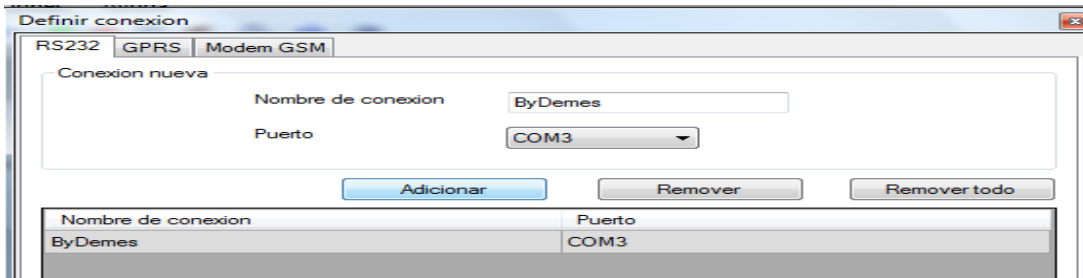 Definir conexion
RS232 GPRS Modem GSM
Conexion nueva
Nombre de conexion ByDemes
Puerto COM3
Adicionar Remover Remover todo
Nombre de conexion Puerto
ByDemes COM3